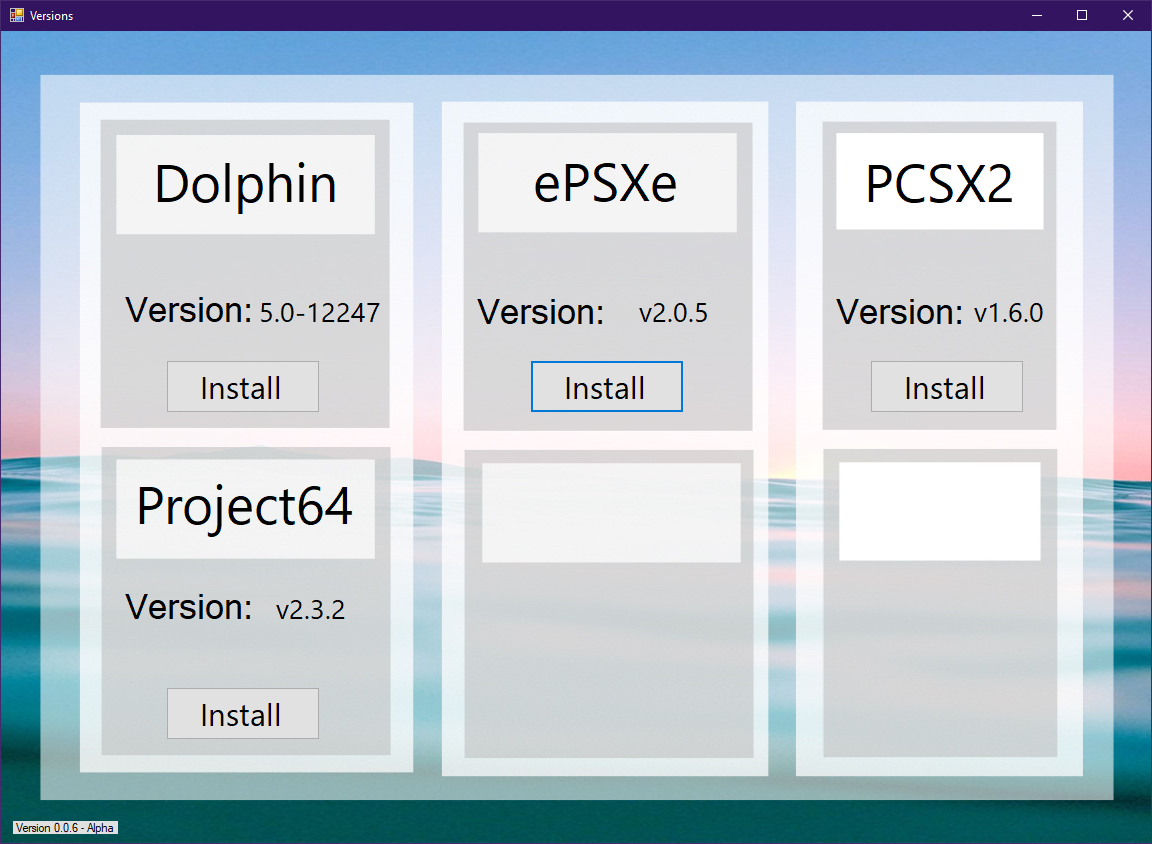 Versions
Dolphin
ePSXe
PCSX2
Version: 5.0-12247
Version: v2.0.5
Version: v1.6.0
Install
Install
Install
Project64
Version: v2.3.2
Install
Version 0.0.6 - Alpha